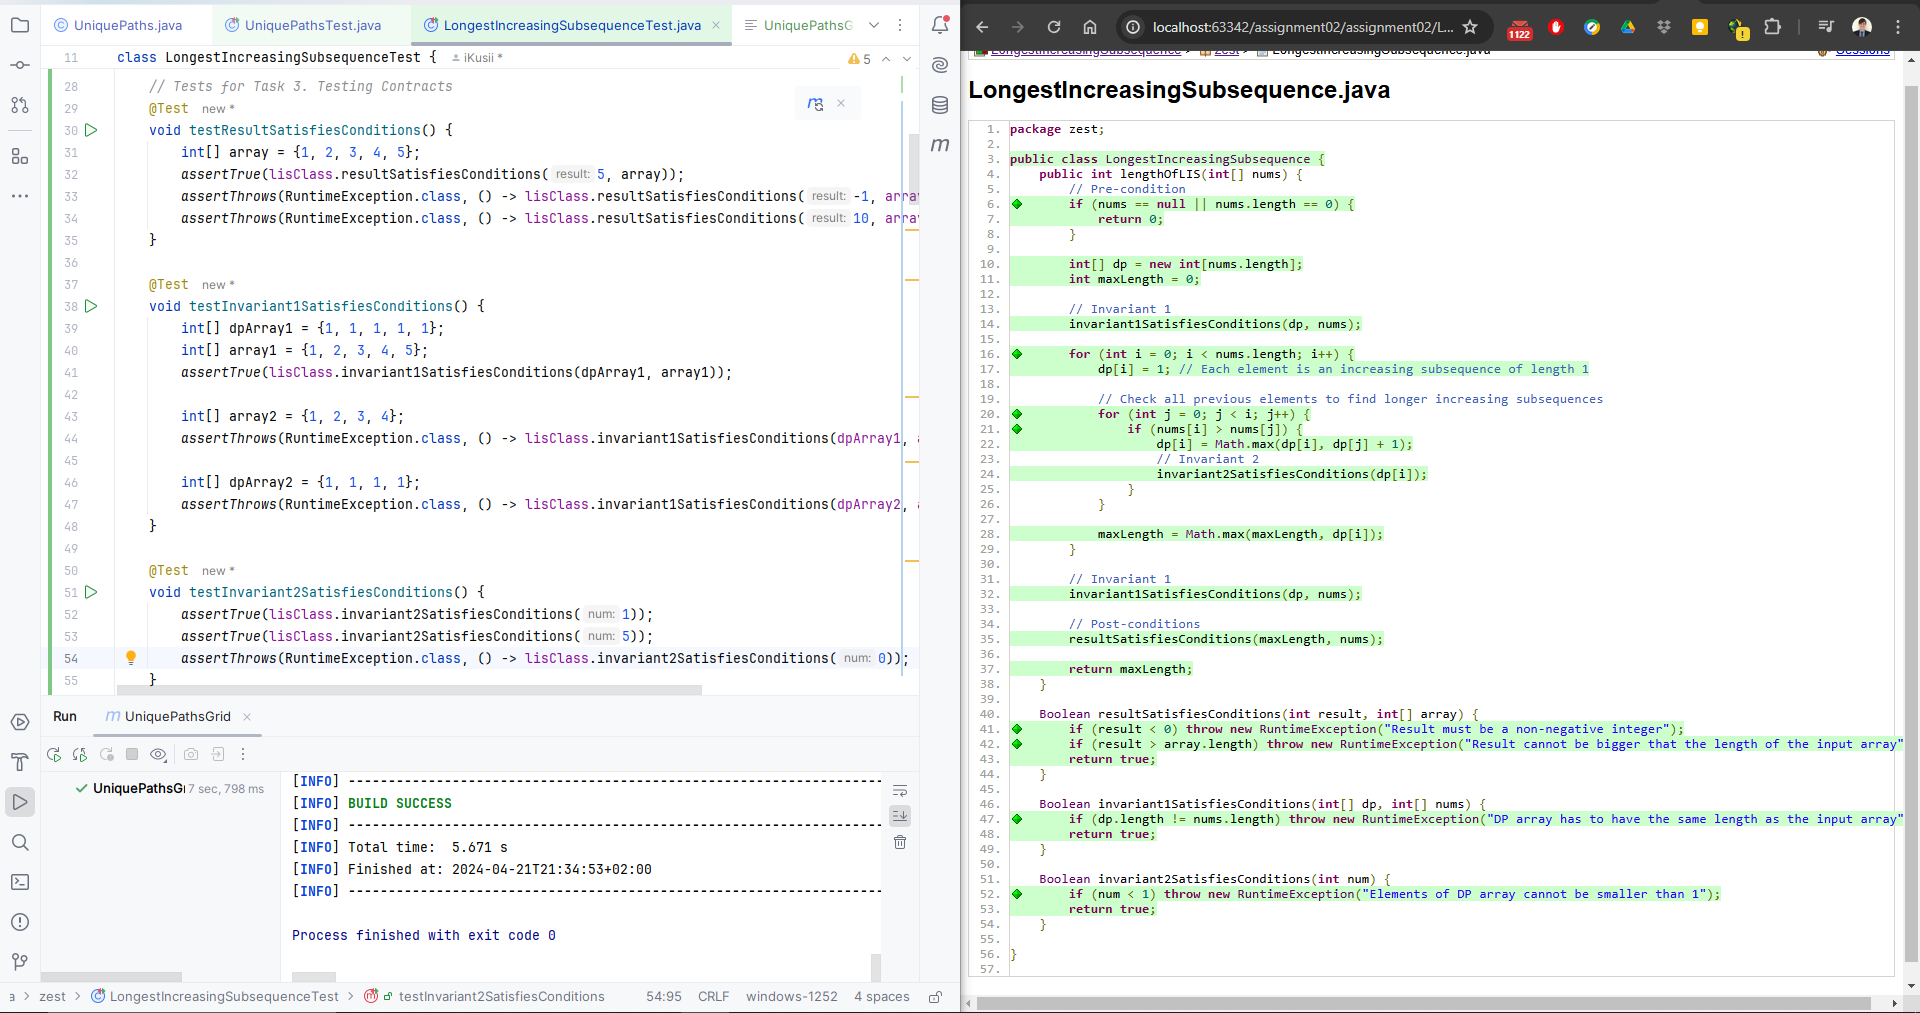 UniquePaths.java
UniquePathsTest.java
LongestIncreasingSubsequenceTest.java
UniquePathsG
11 class LongestIncreasingSubsequenceTest { iKusii *
5
28 // Tests for Task 3. Testing Contracts
29 @Test new *
30 void testResultSatisfiesConditions() {
31 int[] array = {1, 2, 3, 4, 5};
32 assertTrue(lisClass.resultSatisfiesConditions( result: 5, array));
33 assertThrows(RuntimeException.class, () -> lisClass.resultSatisfiesConditions( result: -1, arra
34 assertThrows(RuntimeException.class, () -> lisClass.resultSatisfiesConditions( result: 10, arra
35 }
36
37 @Test new *
38 void testInvariant1SatisfiesConditions() {
39 int[] dpArray1 = {1, 1, 1, 1, 1};
40 int[] array1 = {1, 2, 3, 4, 5};
41 assertTrue(lisClass.invariant1SatisfiesConditions(dpArray1, array1));
42
43 int[] array2 = {1, 2, 3, 4};
44 assertThrows(RuntimeException.class, () -> lisClass.invariant1SatisfiesConditions(dpArray1, a
45
46 int[] dpArray2 = {1, 1, 1, 1};
47 assertThrows(RuntimeException.class, () -> lisClass.invariant1SatisfiesConditions(dpArray2, a
48 }
49
50 @Test new *
51 void testInvariant2SatisfiesConditions() {
52 assertTrue(lisClass.invariant2SatisfiesConditions( num: 1));
53 assertTrue(lisClass.invariant2SatisfiesConditions( num: 5));
54 assertThrows(RuntimeException.class, () -> lisClass.invariant2SatisfiesConditions( num: 0));
55 }
Run UniquePathsGrid
UniquePathsGr 7 sec, 798 ms
[INFO] ------------------------------------------------------------------------
[INFO] BUILD SUCCESS
[INFO] ------------------------------------------------------------------------
[INFO] Total time:  5.671 s
[INFO] Finished at: 2024-04-21T21:34:53+02:00
[INFO] ------------------------------------------------------------------------
Process finished with exit code 0
a > zest > LongestIncreasingSubsequenceTest > testInvariant2SatisfiesConditions 54:95 CRLF windows-1252 4 spaces
localhost:63342/assignment02/assignment02/L...
1122
LongestIncreasingSubsequence > zest > LongestIncreasingSubsequence.java Sessions
LongestIncreasingSubsequence.java
1. package zest;
2.
3. public class LongestIncreasingSubsequence {
4. public int lengthOfLIS(int[] nums) {
5. // Pre-condition
6. if (nums == null || nums.length == 0) {
7. return 0;
8. }
9.
10. int[] dp = new int[nums.length];
11. int maxLength = 0;
12.
13. // Invariant 1
14. invariant1SatisfiesConditions(dp, nums);
15.
16. for (int i = 0; i < nums.length; i++) {
17. dp[i] = 1; // Each element is an increasing subsequence of length 1
18.
19. // Check all previous elements to find longer increasing subsequences
20. for (int j = 0; j < i; j++) {
21. if (nums[i] > nums[j]) {
22. dp[i] = Math.max(dp[i], dp[j] + 1);
23. // Invariant 2
24. invariant2SatisfiesConditions(dp[i]);
25. }
26. }
27.
28. maxLength = Math.max(maxLength, dp[i]);
29. }
30.
31. // Invariant 1
32. invariant1SatisfiesConditions(dp, nums);
33.
34. // Post-conditions
35. resultSatisfiesConditions(maxLength, nums);
36.
37. return maxLength;
38. }
39.
40. Boolean resultSatisfiesConditions(int result, int[] array) {
41. if (result < 0) throw new RuntimeException("Result must be a non-negative integer");
42. if (result > array.length) throw new RuntimeException("Result cannot be bigger that the length of the input array"
43. return true;
44. }
45.
46. Boolean invariant1SatisfiesConditions(int[] dp, int[] nums) {
47. if (dp.length != nums.length) throw new RuntimeException("DP array has to have the same length as the input array"
48. return true;
49. }
50.
51. Boolean invariant2SatisfiesConditions(int num) {
52. if (num < 1) throw new RuntimeException("Elements of DP array cannot be smaller than 1");
53. return true;
54. }
55.
56. }
57.